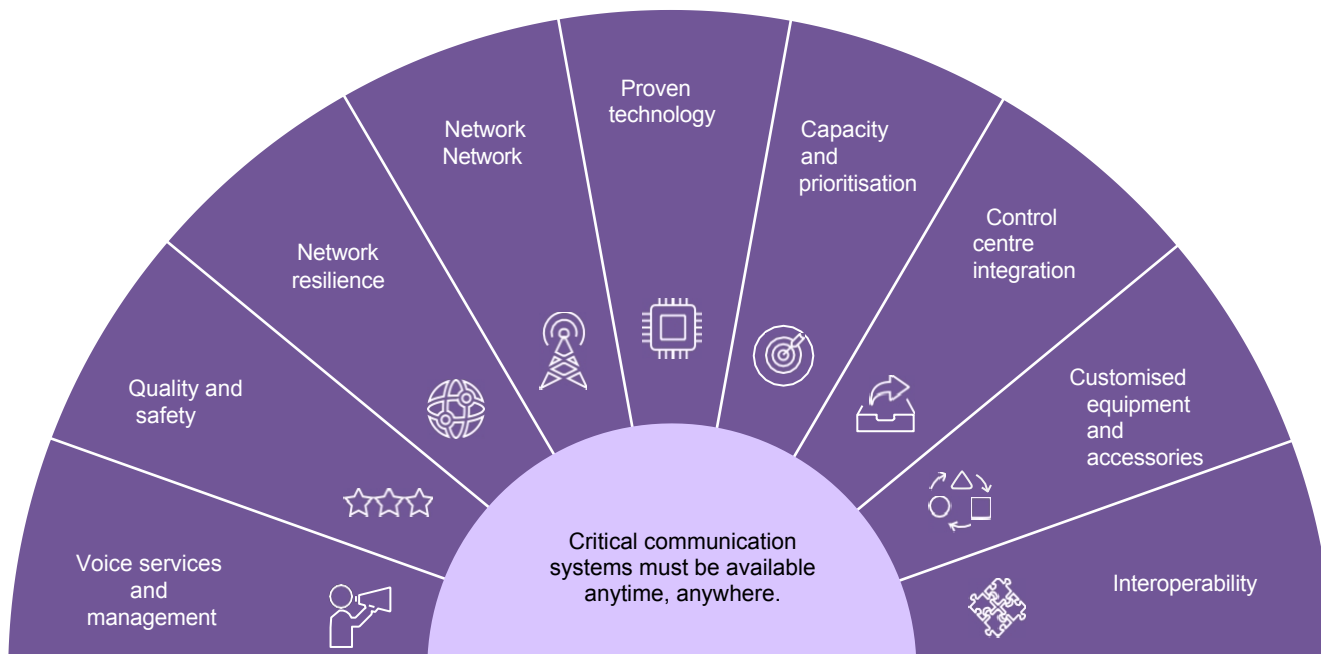 Voice services
and
management
Quality and
safety
Network
resilience
Network
Network
Proven
technology
Capacity
and
prioritisation
Control
centre
integration
Customised
equipment
and
accessories
Interoperability
Critical communication
systems must be available
anytime, anywhere.